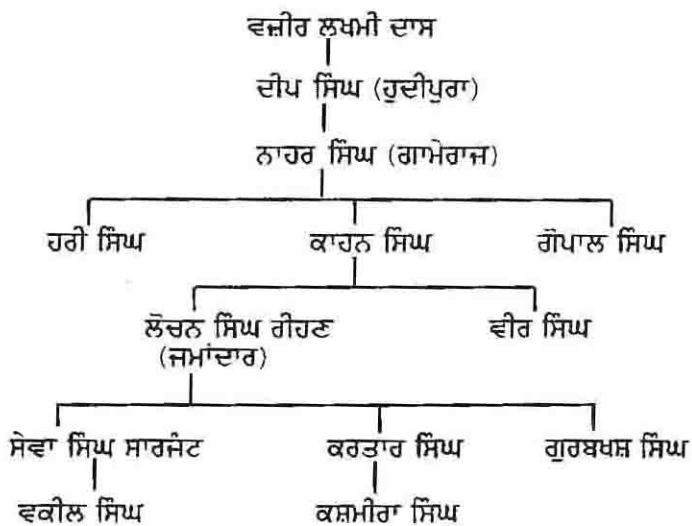 ਵਜ਼ੀਰ ਲਖਮੀ ਦਾਸ
ਦੀਪ ਸਿੰਘ (ਹੁਦੀਪੁਰਾ)
ਨਾਹਰ ਸਿੰਘ (ਗਾਮੇਰਾਜ)
ਹਰੀ ਸਿੰਘ ਕਾਹਨ ਸਿੰਘ ਗੋਪਾਲ ਸਿੰਘ
ਲੋਚਨ ਸਿੰਘ ਰੀਹਣ ਵੀਰ ਸਿੰਘ
(ਜਮਾਂਦਾਰ)
ਸੇਵਾ ਸਿੰਘ ਸਾਰਜੰਟ ਕਰਤਾਰ ਸਿੰਘ ਗੁਰਬਖਸ਼ ਸਿੰਘ
ਵਕੀਲ ਸਿੰਘ ਕਸ਼ਮੀਰਾ ਸਿੰਘ